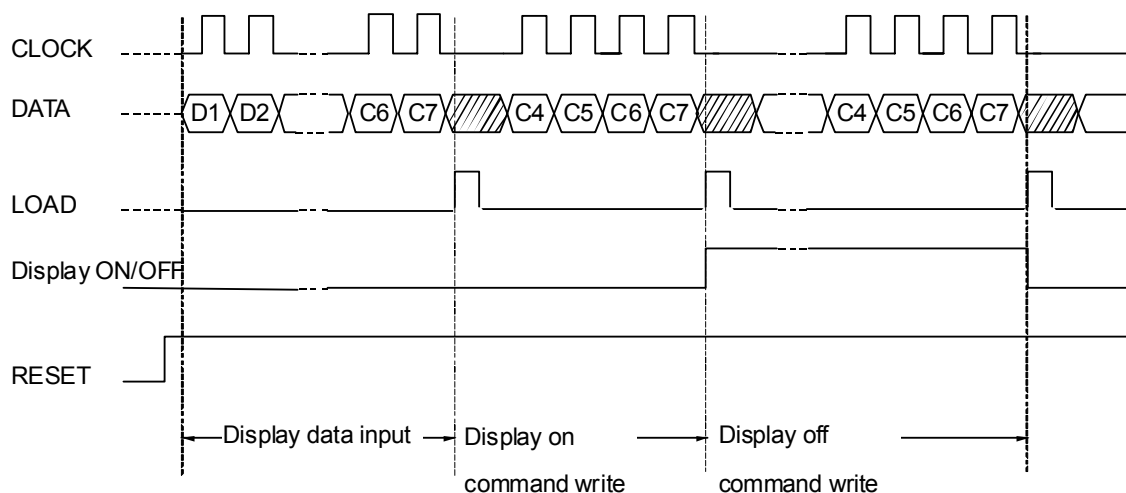 CLOCK
DATA
D1 D2 C6 C7 C4 C5 C6 C7 C4 C5 C6 C7
LOAD
Display ON/OFF
RESET
Display data input
Display on
command write
Display off
command write